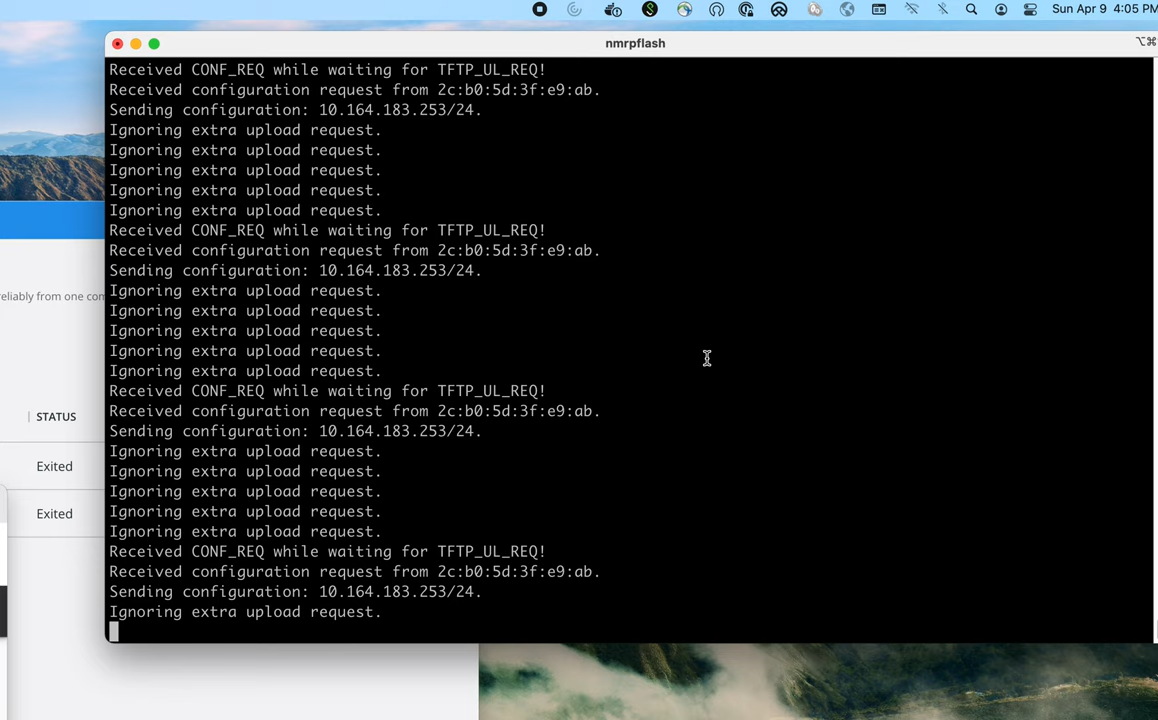 Sun Apr 9 4:05 PM
nmrpflash
⌥⌘
Received CONF_REQ while waiting for TFTP_UL_REQ!
Received configuration request from 2c:b0:5d:3f:e9:ab.
Sending configuration: 10.164.183.253/24.
Ignoring extra upload request.
Ignoring extra upload request.
Ignoring extra upload request.
Ignoring extra upload request.
Ignoring extra upload request.
Received CONF_REQ while waiting for TFTP_UL_REQ!
Received configuration request from 2c:b0:5d:3f:e9:ab.
Sending configuration: 10.164.183.253/24.
Ignoring extra upload request.
Ignoring extra upload request.
Ignoring extra upload request.
Ignoring extra upload request.
Ignoring extra upload request.
Received CONF_REQ while waiting for TFTP_UL_REQ!
Received configuration request from 2c:b0:5d:3f:e9:ab.
Sending configuration: 10.164.183.253/24.
Ignoring extra upload request.
Ignoring extra upload request.
Ignoring extra upload request.
Ignoring extra upload request.
Ignoring extra upload request.
Received CONF_REQ while waiting for TFTP_UL_REQ!
Received configuration request from 2c:b0:5d:3f:e9:ab.
Sending configuration: 10.164.183.253/24.
Ignoring extra upload request.
reliably from one con
STATUS
Exited
Exited